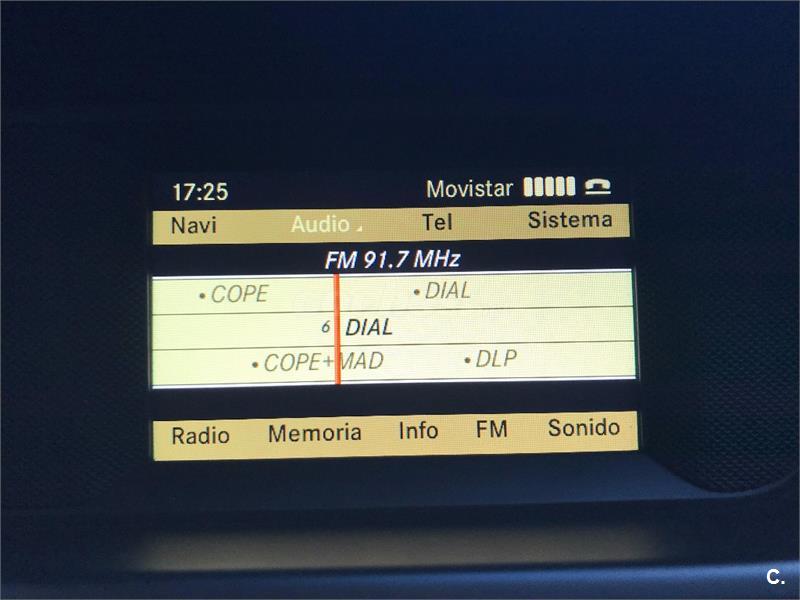 17:25 Movistar
Navi Audio Tel Sistema
FM 91.7 MHz
•COPE •DIAL
6 DIAL
•COPE+MAD •DLP
Radio Memoria Info FM Sonido
C.